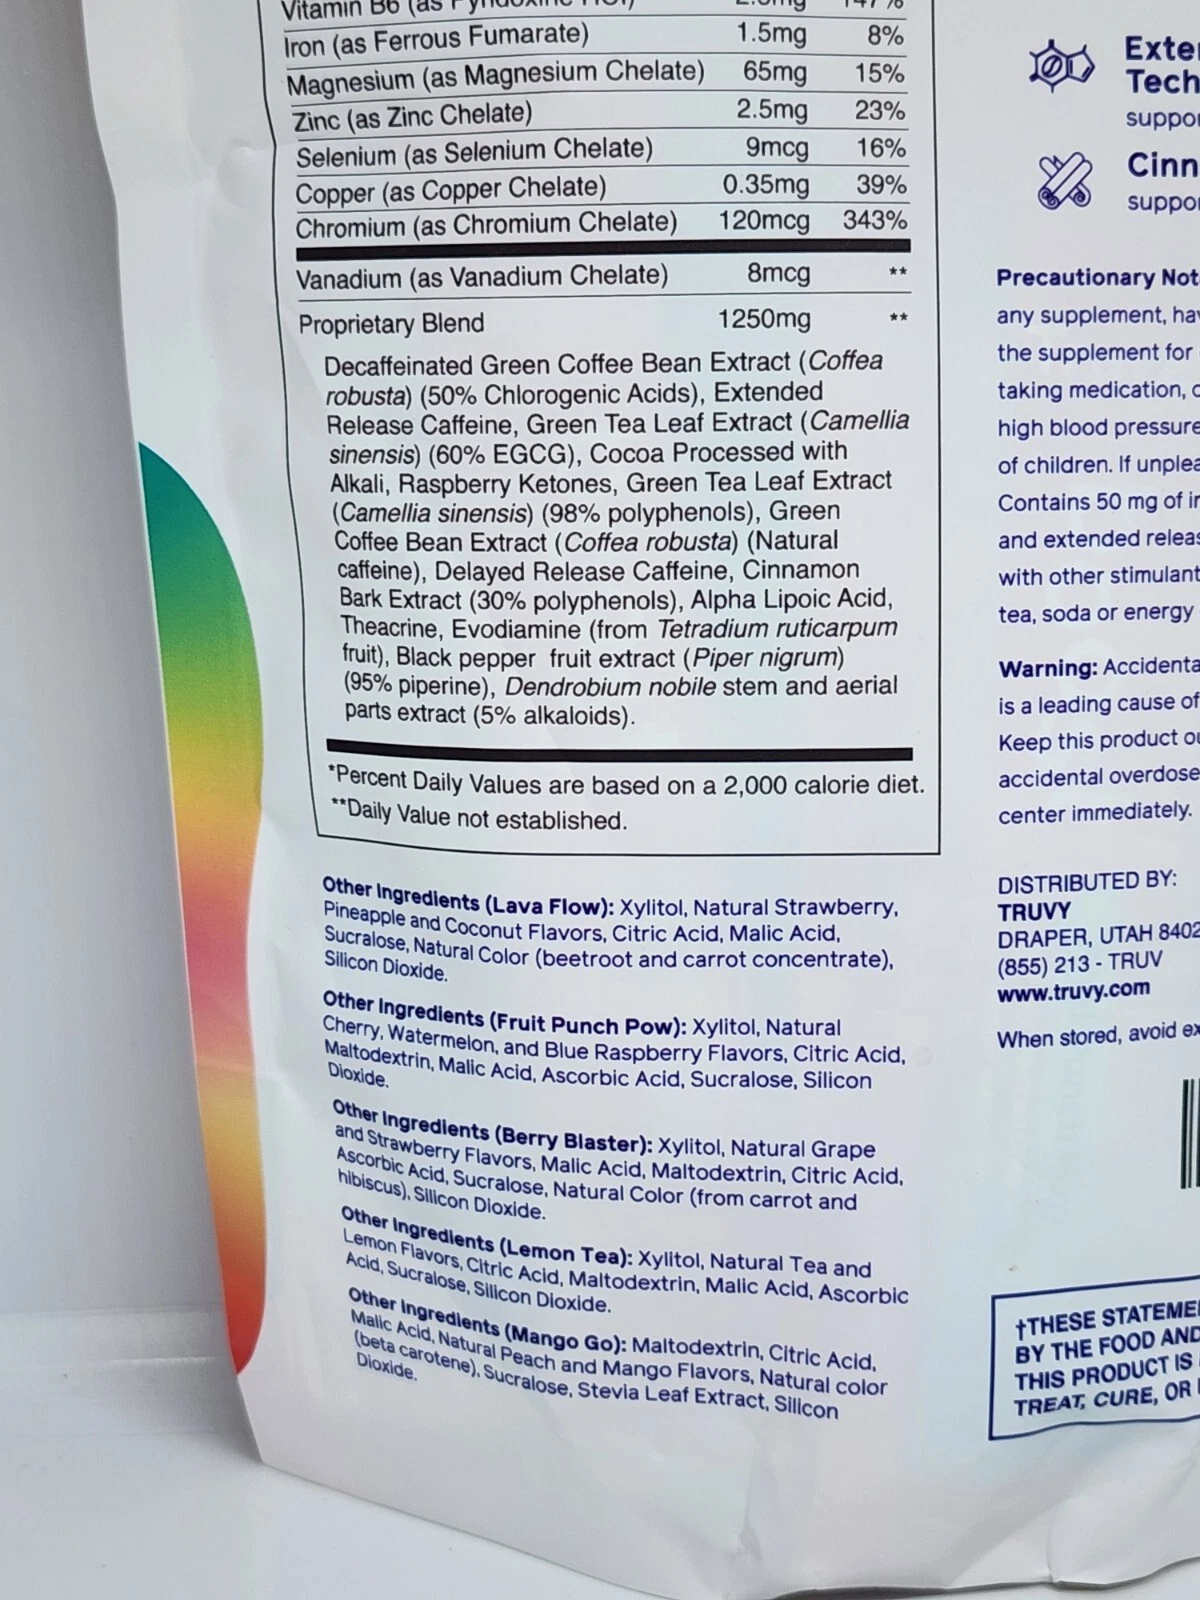 Vitamin B6 (as Pyridoxine HCl) 2.5mg 147%
Iron (as Ferrous Fumarate) 1.5mg 8%
Magnesium (as Magnesium Chelate) 65mg 15%
Zinc (as Zinc Chelate) 2.5mg 23%
Selenium (as Selenium Chelate) 9mcg 16%
Copper (as Copper Chelate) 0.35mg 39%
Chromium (as Chromium Chelate) 120mcg 343%
Vanadium (as Vanadium Chelate) 8mcg **
Proprietary Blend 1250mg **
Decaffeinated Green Coffee Bean Extract (Coffea
robusta) (50% Chlorogenic Acids), Extended
Release Caffeine, Green Tea Leaf Extract (Camellia
sinensis) (60% EGCG), Cocoa Processed with
Alkali, Raspberry Ketones, Green Tea Leaf Extract
(Camellia sinensis) (98% polyphenols), Green
Coffee Bean Extract (Coffea robusta) (Natural
caffeine), Delayed Release Caffeine, Cinnamon
Bark Extract (30% polyphenols), Alpha Lipoic Acid,
Theacrine, Evodiamine (from Tetradium ruticarpum
fruit), Black pepper fruit extract (Piper nigrum)
(95% piperine), Dendrobium nobile stem and aerial
parts extract (5% alkaloids).
*Percent Daily Values are based on a 2,000 calorie diet.
**Daily Value not established.
Other Ingredients (Lava Flow): Xylitol, Natural Strawberry,
Pineapple and Coconut Flavors, Citric Acid, Malic Acid,
Sucralose, Natural Color (beetroot and carrot concentrate),
Silicon Dioxide.
Other Ingredients (Fruit Punch Pow): Xylitol, Natural
Cherry, Watermelon, and Blue Raspberry Flavors, Citric Acid,
Maltodextrin, Malic Acid, Ascorbic Acid, Sucralose, Silicon
Dioxide.
Other Ingredients (Berry Blaster): Xylitol, Natural Grape
and Strawberry Flavors, Malic Acid, Maltodextrin, Citric Acid,
Ascorbic Acid, Sucralose, Natural Color (from carrot and
hibiscus), Silicon Dioxide.
Other Ingredients (Lemon Tea): Xylitol, Natural Tea and
Lemon Flavors, Citric Acid, Maltodextrin, Malic Acid, Ascorbic
Acid, Sucralose, Silicon Dioxide.
Other Ingredients (Mango Go): Maltodextrin, Citric Acid,
Malic Acid, Natural Peach and Mango Flavors, Natural color
(beta carotene), Sucralose, Stevia Leaf Extract, Silicon
Dioxide.
Exte
Tech
suppo
Cinn
suppo
Precautionary Not
any supplement, ha
the supplement for
taking medication,
high blood pressure
of children. If unplea
Contains 50 mg of
and extended releas
with other stimulant
tea, soda or energy
Warning: Accidenta
is a leading cause of
Keep this product ou
accidental overdose
center immediately.
DISTRIBUTED BY:
TRUVY
DRAPER, UTAH 8402
(855) 213 - TRUV
www.truvy.com
When stored, avoid ex
†THESE STATEME
BY THE FOOD AND
THIS PRODUCT IS
TREAT, CURE, OR